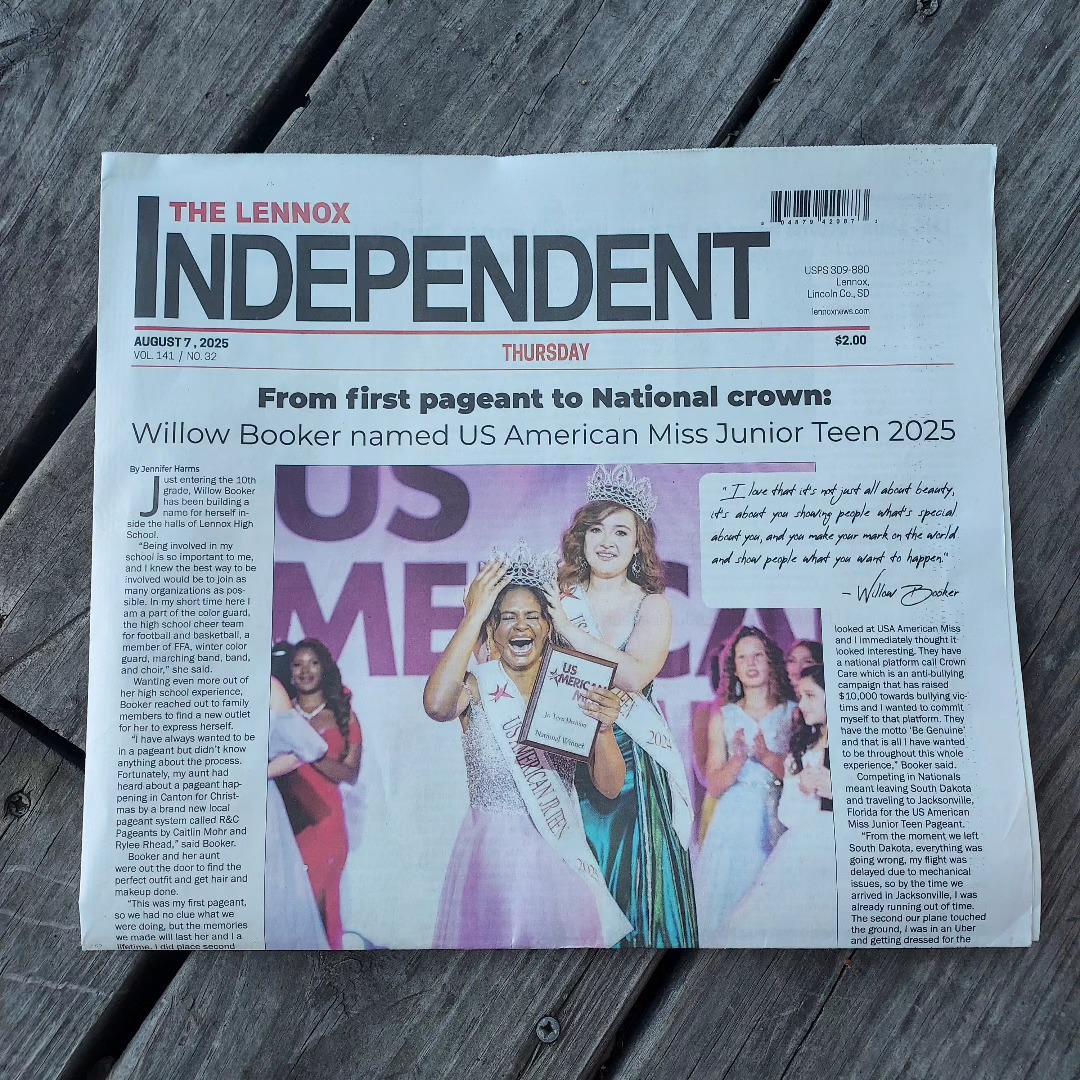 THE LENNOX
INDEPENDENT
04879 42087
USPS 309-880
Lennox,
Lincoln Co., SD
lennoxnews.com
AUGUST 7, 2025
VOL. 141 / NO. 32
THURSDAY
$2.00
From first pageant to National crown:
Willow Booker named US American Miss Junior Teen 2025
By Jennifer Harms
Just entering the 10th
grade, Willow Booker
has been building a
name for herself in-
side the halls of Lennox High
School.
"Being involved in my
school is so important to me,
and I knew the best way to be
involved would be to join as
many organizations as pos-
sible. In my short time here I
am a part of the color guard,
the high school cheer team
for football and basketball, a
member of FFA, winter color
guard, marching band, band,
and choir," she said.
Wanting even more out of
her high school experience,
Booker reached out to family
members to find a new outlet
for her to express herself.
"I have always wanted to be
in a pageant but didn't know
anything about the process.
Fortunately, my aunt had
heard about a pageant hap-
pening in Canton for Christ-
mas by a brand new local
pageant system called R&C
Pageants by Caitlin Mohr and
Rylee Rhead," said Booker.
Booker and her aunt
were out the door to find the
perfect outfit and get hair and
makeup done.
"This was my first pageant,
so we had no clue what we
were doing, but the memories
we made will last her and I a
lifetime. I did place second
US
AMERICA
US
AMERICAN
Jr. Teen Division
National Winner
US AMERICAN JR TEEN
2024
"I love that it's not just all about beauty,
it's about you showing people what's special
about you, and you make your mark on the world
and show people what you want to happen."
– Willow Booker
looked at USA American Miss
and I immediately thought it
looked interesting. They have
a national platform call Crown
Care which is an anti-bullying
campaign that has raised
$10,000 towards bullying vic-
tims and I wanted to commit
myself to that platform. They
have the motto 'Be Genuine'
and that is all I have wanted
to be throughout this whole
experience," Booker said.
Competing in Nationals
meant leaving South Dakota
and traveling to Jacksonville,
Florida for the US American
Miss Junior Teen Pageant.
"From the moment we left
South Dakota, everything was
going wrong, my flight was
delayed due to mechanical
issues, so by the time we
arrived in Jacksonville, I was
already running out of time.
The second our plane touched
the ground, I was in an Uber
and getting dressed for the